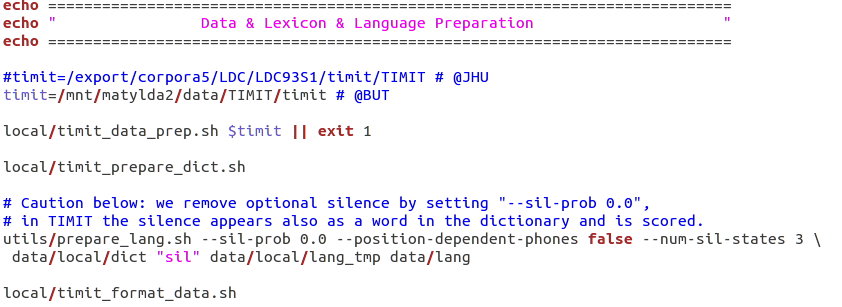 echo ============================================================================
echo "                Data & Lexicon & Language Preparation                     "
echo ============================================================================
#timit=/export/corpora5/LDC/LDC93S1/timit/TIMIT # @JHU
timit=/mnt/matylda2/data/TIMIT/timit # @BUT
local/timit_data_prep.sh $timit || exit 1
local/timit_prepare_dict.sh
# Caution below: we remove optional silence by setting "--sil-prob 0.0",
# in TIMIT the silence appears also as a word in the dictionary and is scored.
utils/prepare_lang.sh --sil-prob 0.0 --position-dependent-phones false --num-sil-states 3 \
 data/local/dict "sil" data/local/lang_tmp data/lang
local/timit_format_data.sh